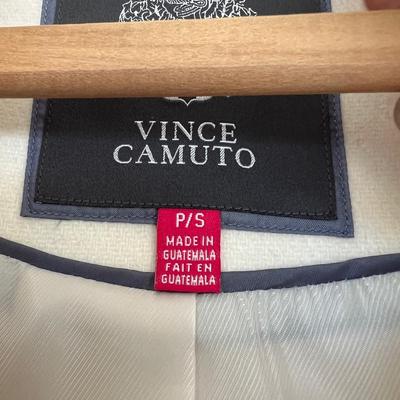 VINCE
CAMUTO
P/S
MADE IN
GUATEMALA
FAIT EN
GUATEMALA